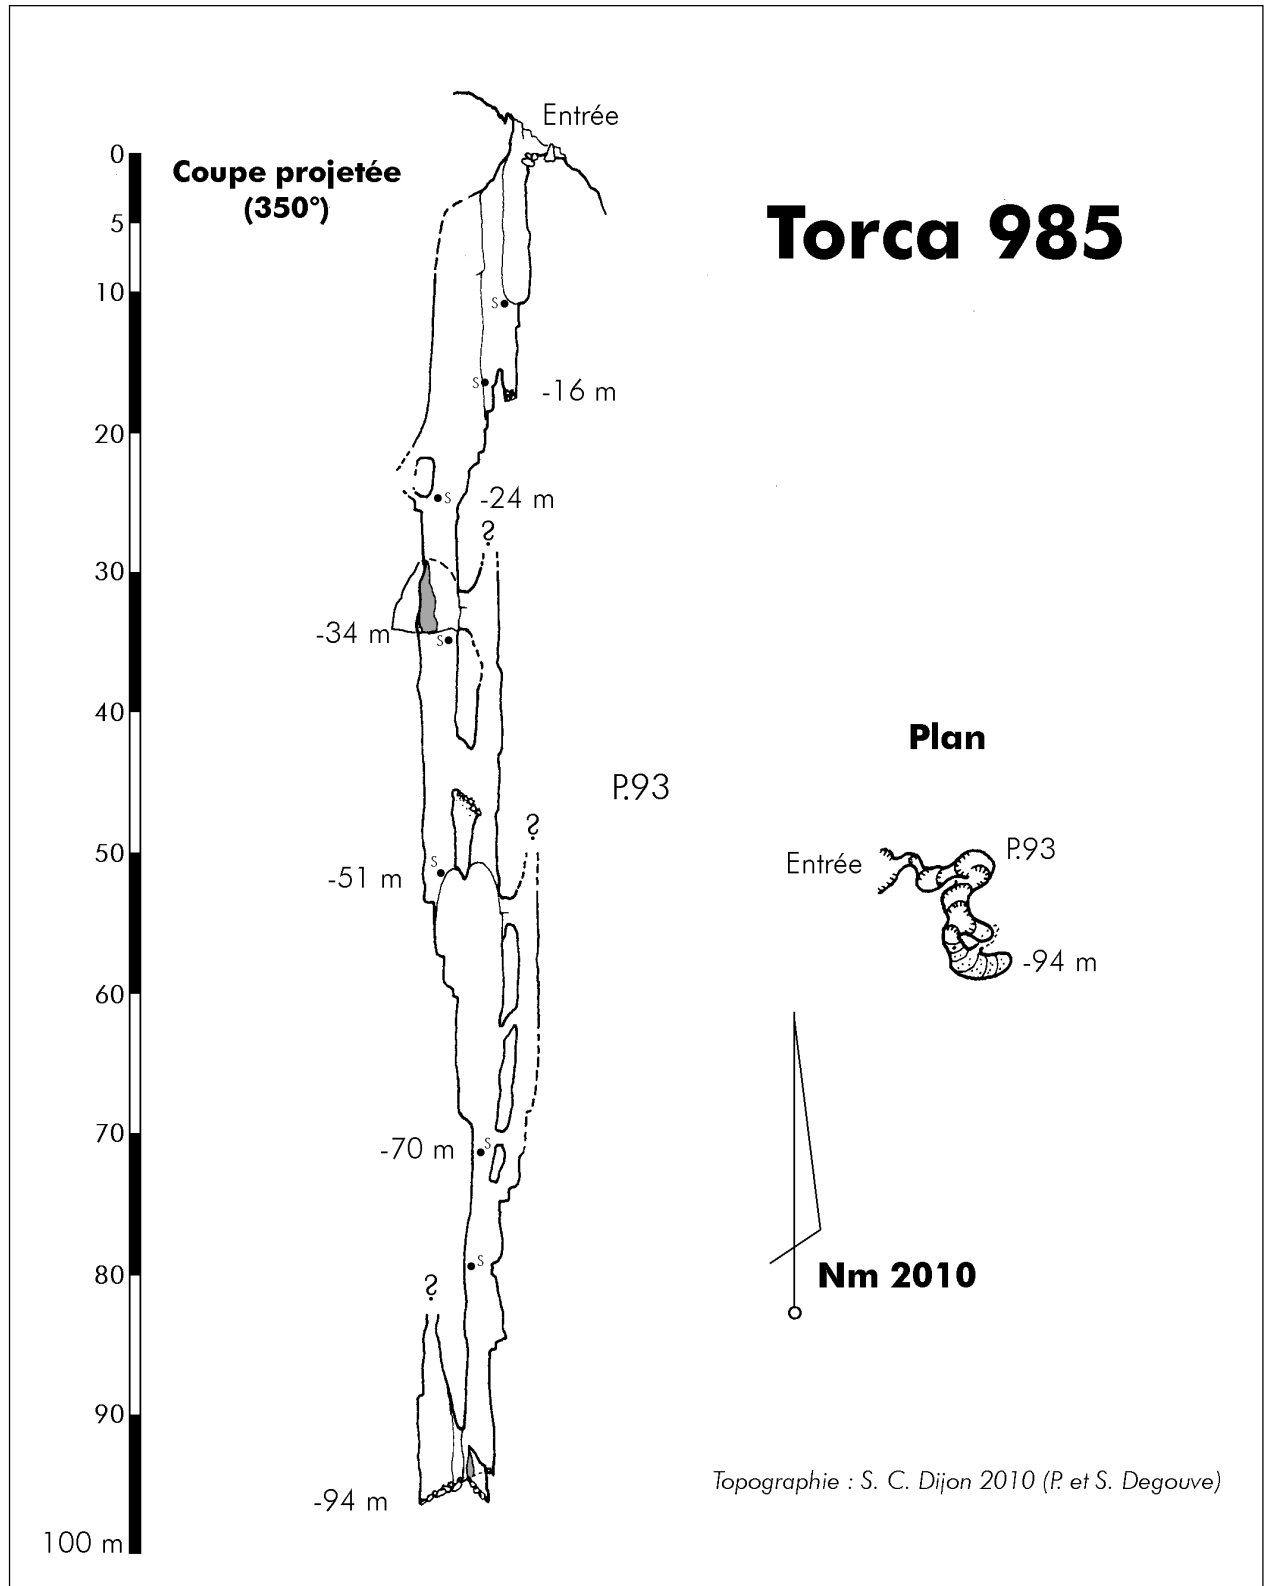 Entrée
0
Coupe projetée
(350°)
5
Torca 985
10
S
S
-16 m
20
S
-24 m
?
30
-34 m
S
40
Plan
P.93
?
50
S
-51 m
Entrée
P.93
-94 m
60
70
-70 m
S
S
80
Nm 2010
?
90
Topographie : S. C. Dijon 2010 (P. et S. Degouve)
-94 m
100 m